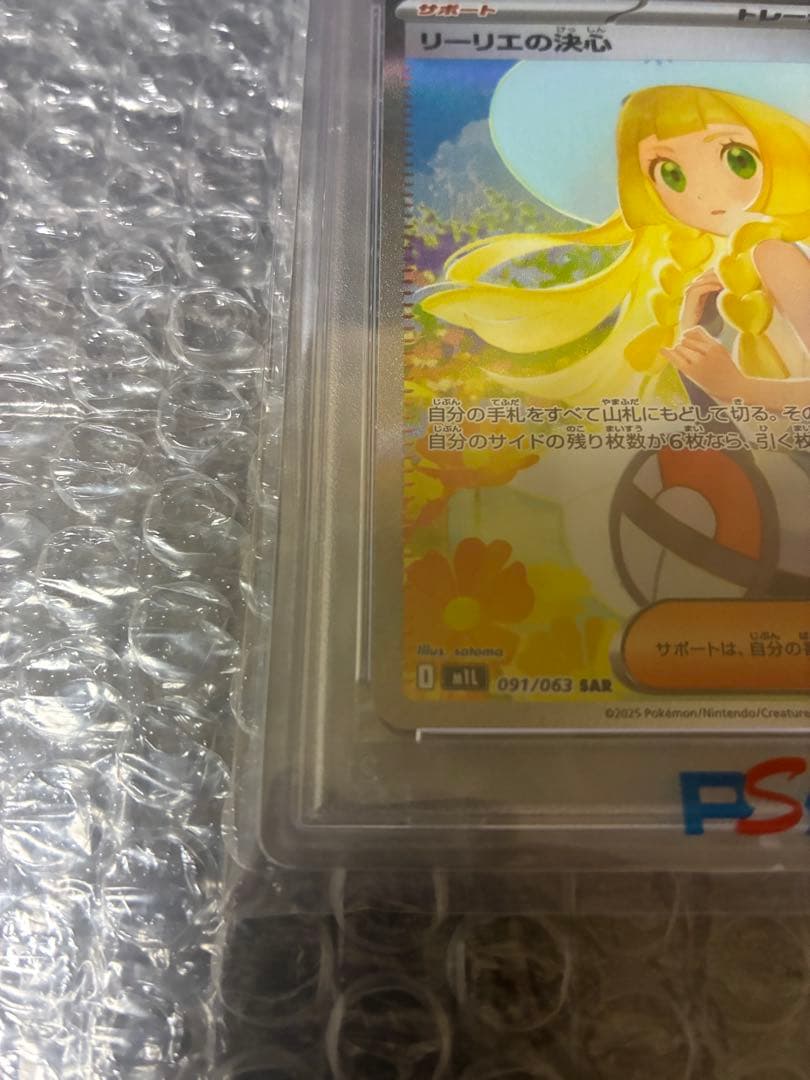 サポート
トレー
リーリエの決心
自分の手札をすべて山札にもどして切る。その
自分のサイドの残り枚数が6枚なら、引く枚
サポートは、自分の番
Illus. satoma
I m1L 091/063 SAR
©2025 Pokémon/Nintendo/Creature
PS